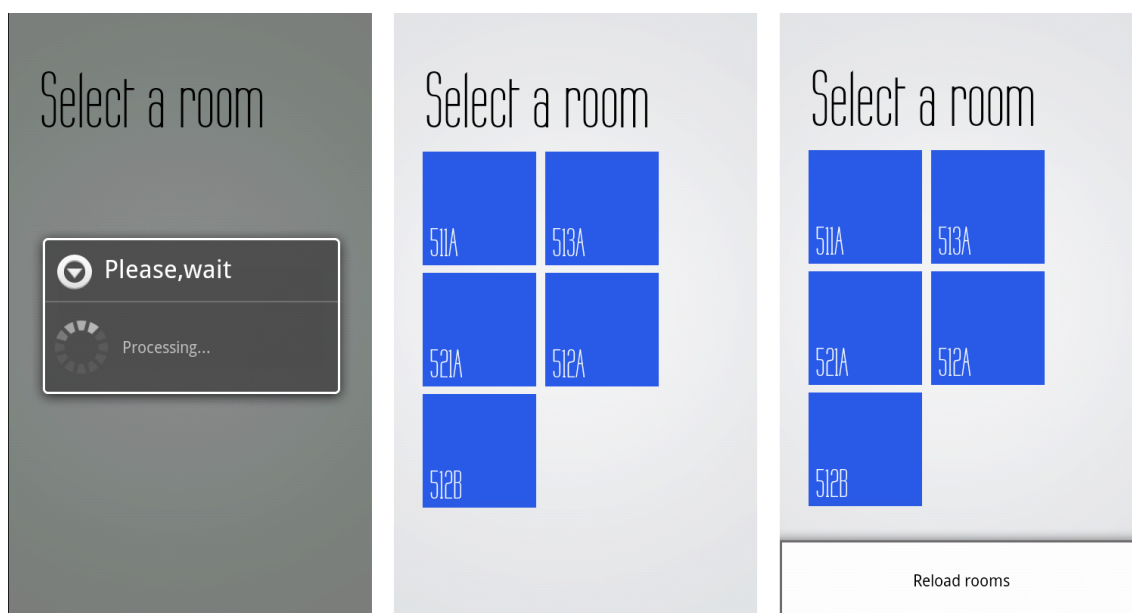 Select a room
Please,wait
Processing...
Select a room
511A 513A
521A 512A
512B
Select a room
511A 513A
521A 512A
512B
Reload rooms